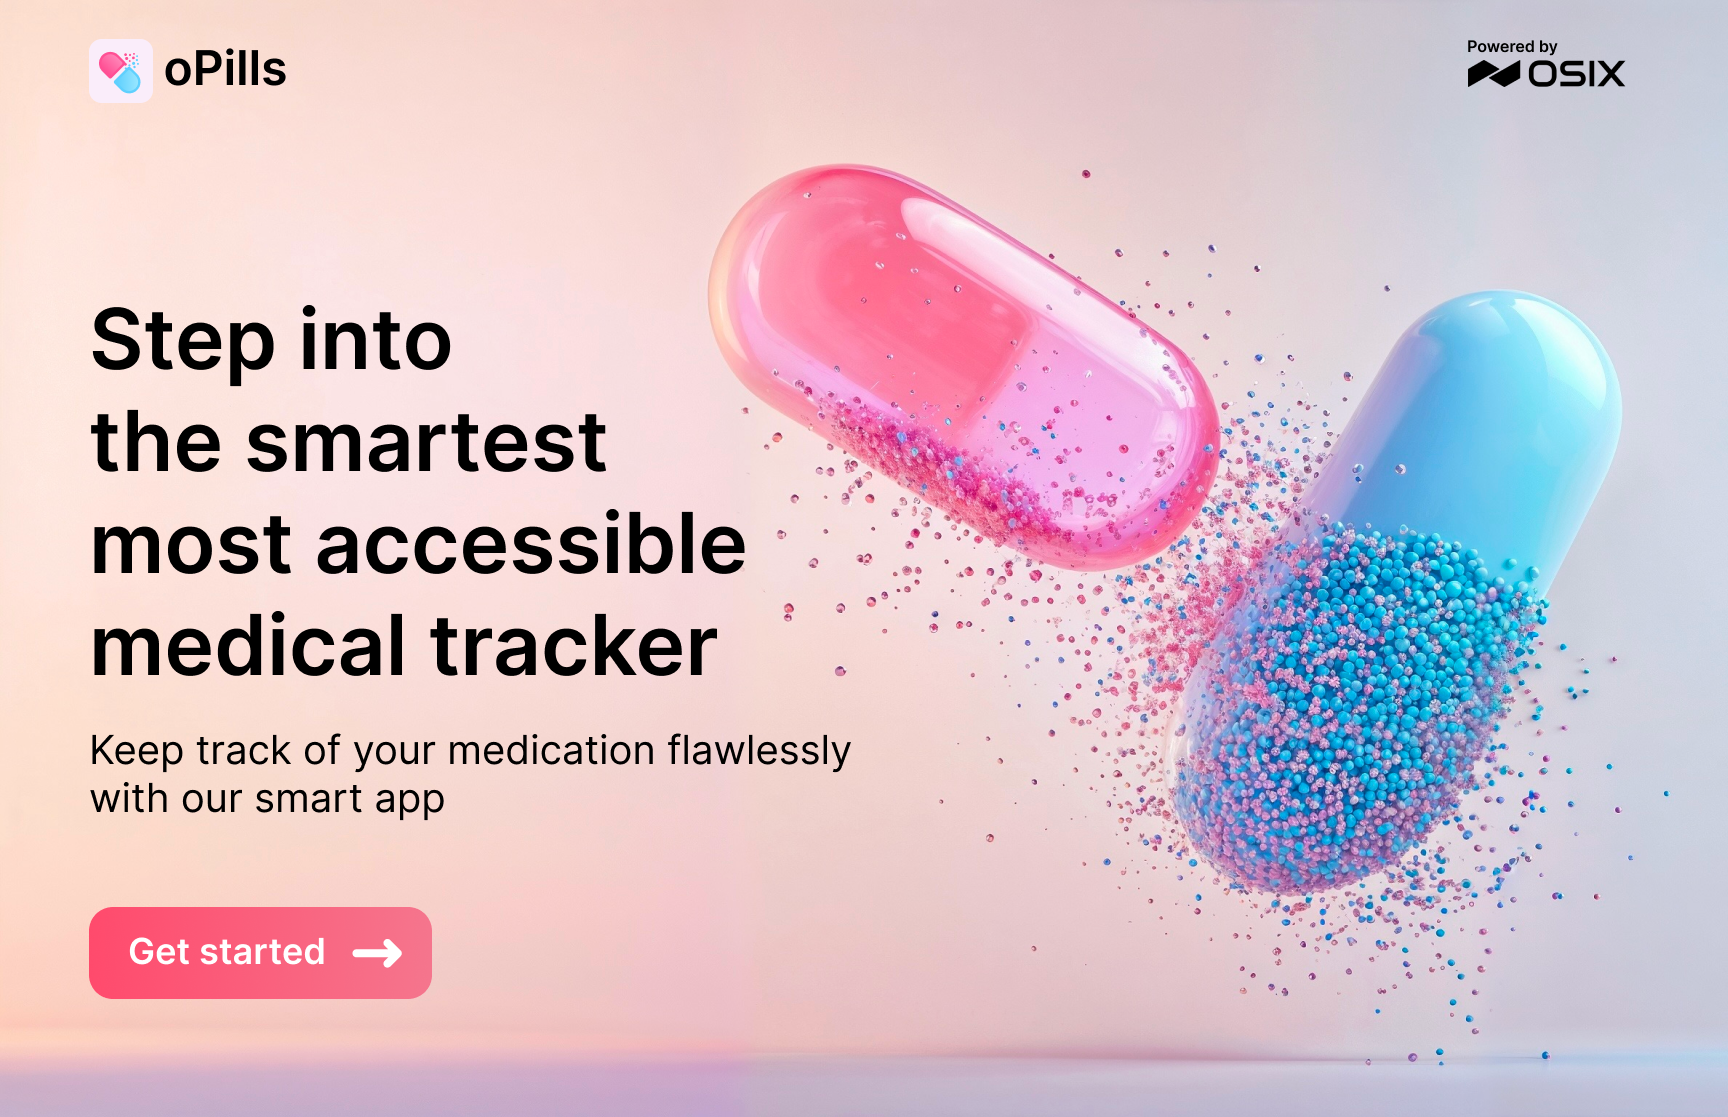 oPills
Powered by
OSIX
Step into
the smartest
most accessible
medical tracker
Keep track of your medication flawlessly
with our smart app
Get started